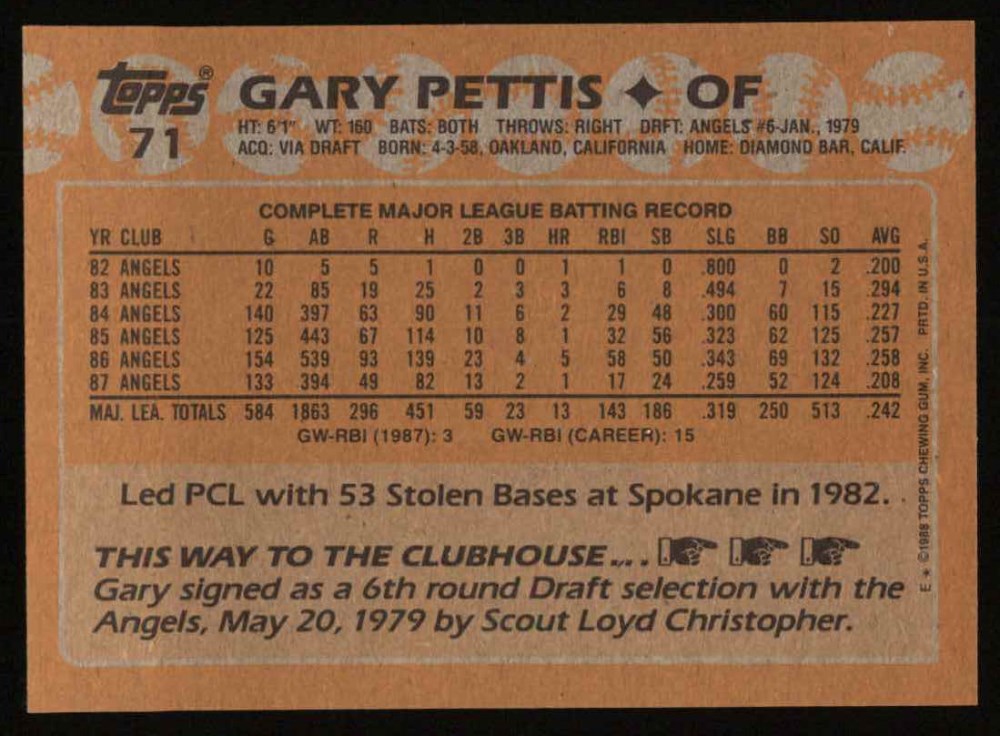 Topps® GARY PETTIS ✦ OF
71 HT: 6'1" WT: 160 BATS: BOTH THROWS: RIGHT DRFT: ANGELS #6-JAN., 1979
ACQ: VIA DRAFT BORN: 4-3-58, OAKLAND, CALIFORNIA HOME: DIAMOND BAR, CALIF.
COMPLETE MAJOR LEAGUE BATTING RECORD
YR CLUB G AB R H 2B 3B HR RBI SB SLG BB SO AVG
82 ANGELS 10 5 5 1 0 0 1 1 0 .800 0 2 .200
83 ANGELS 22 85 19 25 2 3 3 6 8 .494 7 15 .294
84 ANGELS 140 397 63 90 11 6 2 29 48 .300 60 115 .227
85 ANGELS 125 443 67 114 10 8 1 32 56 .323 62 125 .257
86 ANGELS 154 539 93 139 23 4 5 58 50 .343 69 132 .258
87 ANGELS 133 394 49 82 13 2 1 17 24 .259 52 124 .208
MAJ. LEA. TOTALS 584 1863 296 451 59 23 13 143 186 .319 250 513 .242
GW-RBI (1987): 3 GW-RBI (CAREER): 15
Led PCL with 53 Stolen Bases at Spokane in 1982.
THIS WAY TO THE CLUBHOUSE....
Gary signed as a 6th round Draft selection with the
Angels, May 20, 1979 by Scout Loyd Christopher.
E * © 1988 TOPPS CHEWING GUM, INC. PRTD. IN U.S.A.